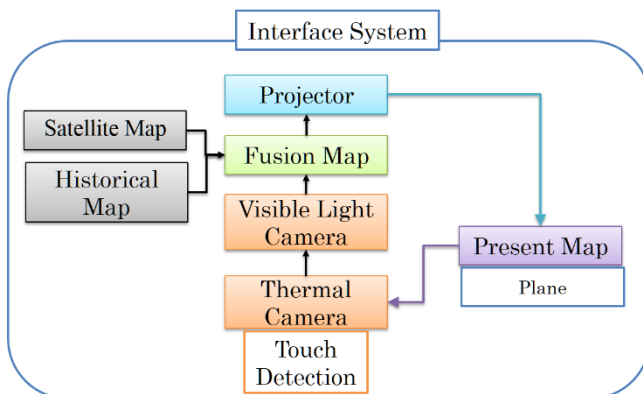 Interface System
Projector
Satellite Map
Fusion Map
Historical
Map
Visible Light
Camera
Present Map
Plane
Thermal
Camera
Touch
Detection